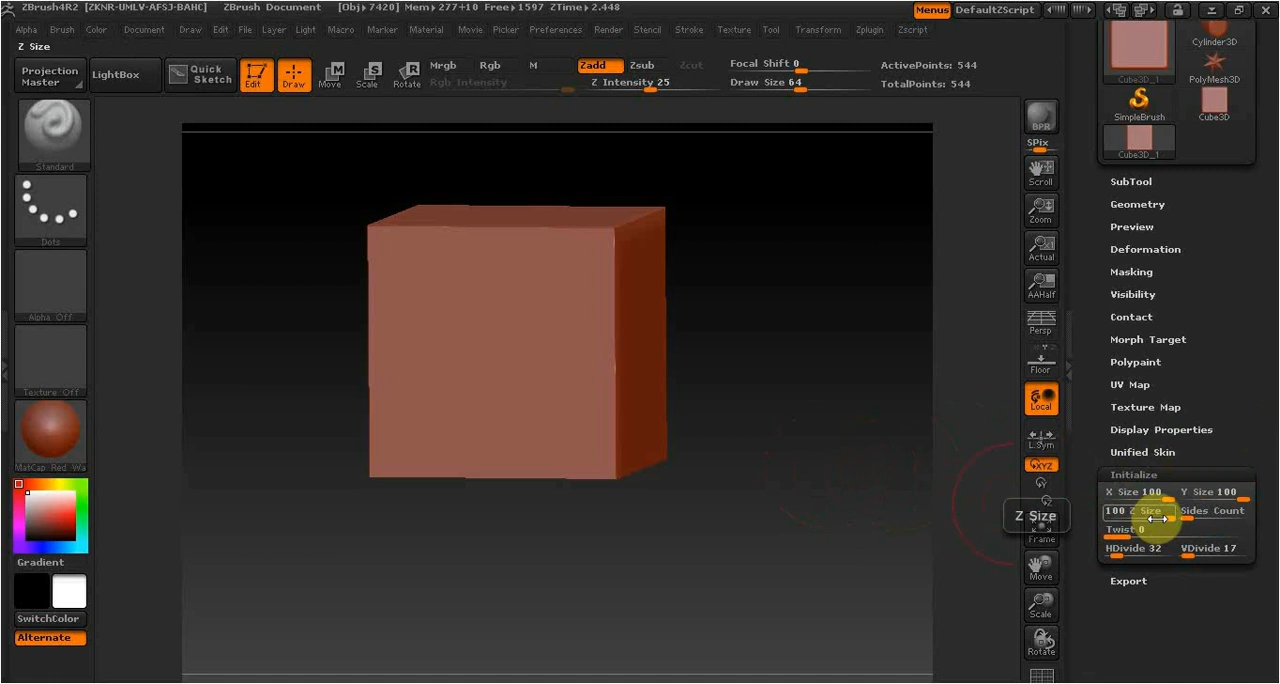 ZBrush4R2 [ZKNR-UMLV-AFSJ-BAHC] ZBrush Document [Obj▸7420] Mem▸277+10 Free▸1597 ZTime▸2.448 Menus DefaultZScript
Alpha Brush Color Document Draw Edit File Layer Light Macro Marker Material Movie Picker Preferences Render Stencil Stroke Texture Tool Transform Zplugin Zscript
Z Size
Projection Master
LightBox
Quick Sketch
Edit
Draw
Move
Scale
Rotate
Mrgb Rgb M
Rgb Intensity
Zadd Zsub Zcut
Z Intensity 25
Focal Shift 0
Draw Size 64
ActivePoints: 544
TotalPoints: 544
Standard
Dots
Alpha Off
Texture Off
MatCap Red Wa
Gradient
SwitchColor
Alternate
BPR
SPix
Scroll
Zoom
Actual
AAHalf
Persp
Floor
Local
L.Sym
XYZ
Y
Z
Z Size
Frame
Move
Scale
Rotate
Cube3D_1
Cylinder3D
PolyMesh3D
SimpleBrush
Cube3D
Cube3D_1
SubTool
Geometry
Preview
Deformation
Masking
Visibility
Contact
Morph Target
Polypaint
UV Map
Texture Map
Display Properties
Unified Skin
Initialize
X Size 100 Y Size 100
100 Z Size Sides Count
Twist 0
HDivide 32 VDivide 17
Export